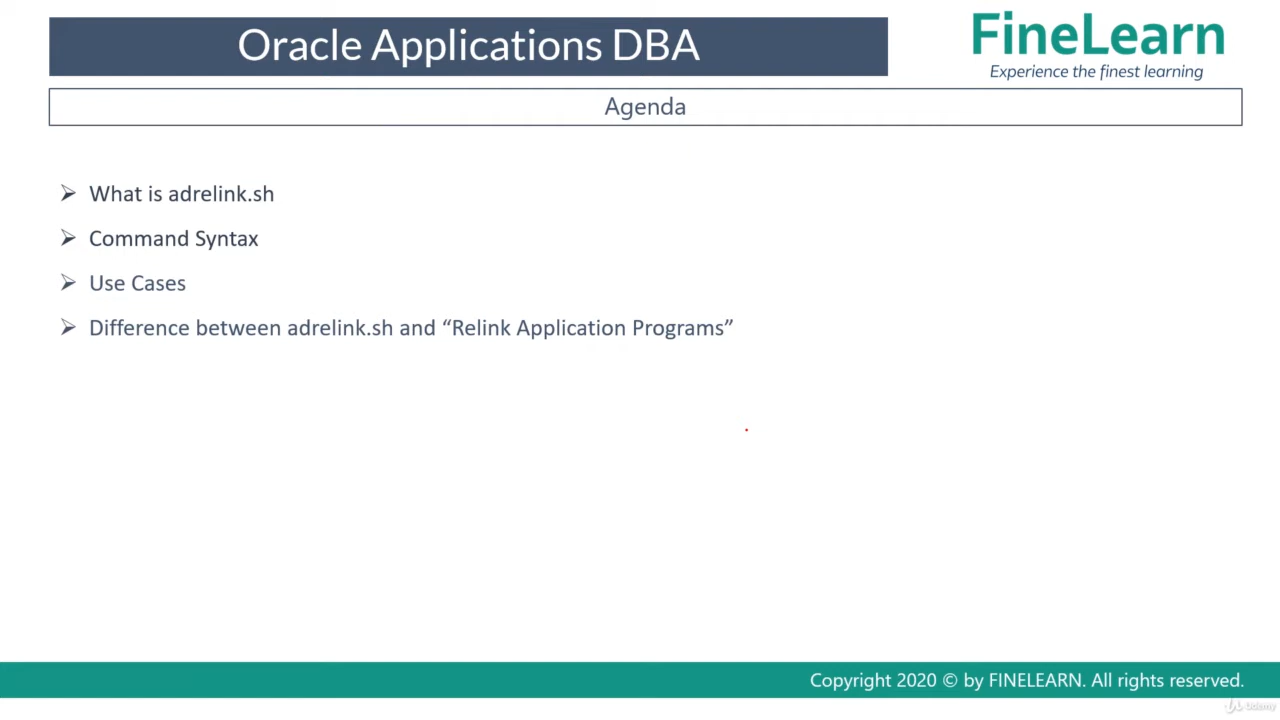 Oracle Applications DBA
FineLearn
Experience the finest learning
Agenda
➢ What is adrelink.sh
➢ Command Syntax
➢ Use Cases
➢ Difference between adrelink.sh and “Relink Application Programs”
Copyright 2020 © by FINELEARN. All rights reserved.
Udemy